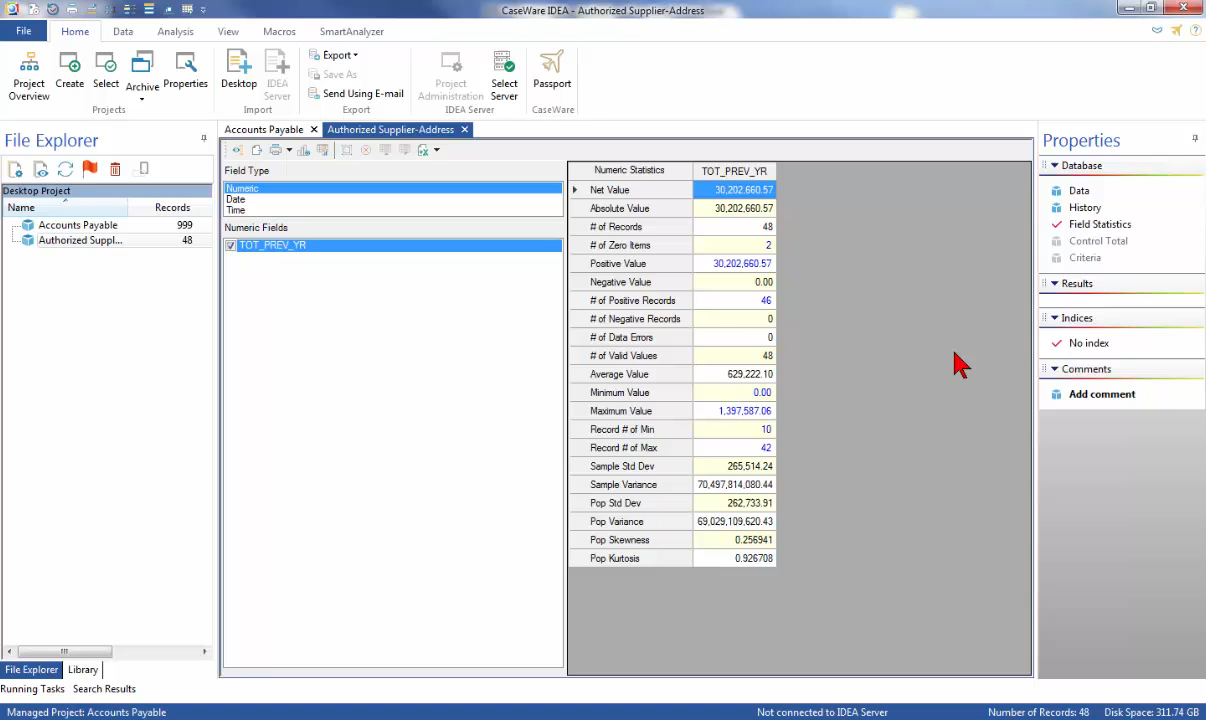 CaseWare IDEA - Authorized Supplier-Address
File Home Data Analysis View Macros SmartAnalyzer
Project Overview
Create
Select
Archive
Properties
Projects
Desktop
IDEA Server
Import
Export
Save As
Send Using E-mail
Export
Project Administration
Select Server
IDEA Server
Passport
CaseWare
File Explorer
Desktop Project
Name Records
Accounts Payable 999
Authorized Suppl... 48
File Explorer Library
Running Tasks Search Results
Accounts Payable Authorized Supplier-Address
Field Type
Numeric
Date
Time
Numeric Fields
TOT_PREV_YR
Numeric Statistics TOT_PREV_YR
Net Value 30,202,660.57
Absolute Value 30,202,660.57
# of Records 48
# of Zero Items 2
Positive Value 30,202,660.57
Negative Value 0.00
# of Positive Records 46
# of Negative Records 0
# of Data Errors 0
# of Valid Values 48
Average Value 629,222.10
Minimum Value 0.00
Maximum Value 1,397,587.06
Record # of Min 10
Record # of Max 42
Sample Std Dev 265,514.24
Sample Variance 70,497,814,080.44
Pop Std Dev 262,733.91
Pop Variance 69,029,109,620.43
Pop Skewness 0.256941
Pop Kurtosis 0.926708
Properties
Database
Data
History
Field Statistics
Control Total
Criteria
Results
Indices
No index
Comments
Add comment
Managed Project: Accounts Payable Not connected to IDEA Server Number of Records: 48 Disk Space: 311.74 GB